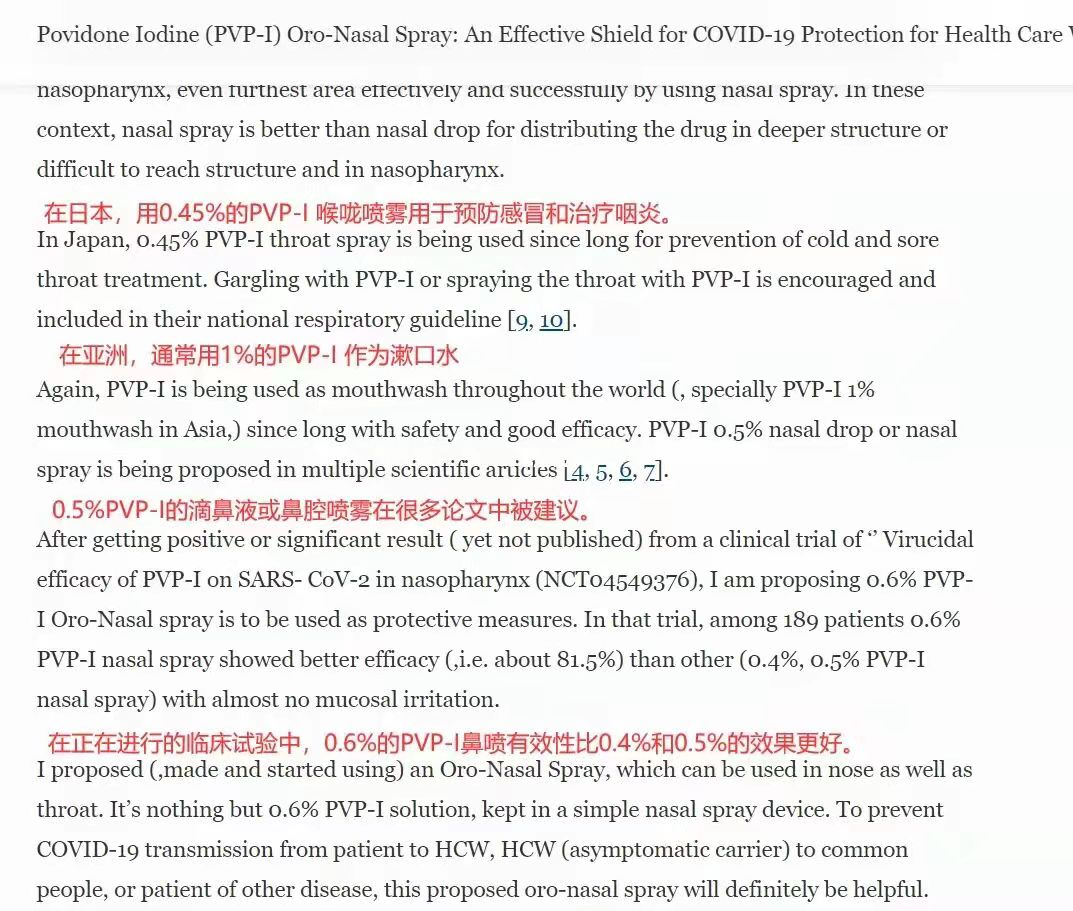 Povidone Iodine (PVP-I) Oro-Nasal Spray: An Effective Shield for COVID-19 Protection for Health Care
nasopharynx, even furthest area effectively and successfully by using nasal spray. In these
context, nasal spray is better than nasal drop for distributing the drug in deeper structure or
difficult to reach structure and in nasopharynx.
在日本，用0.45%的PVP-I 喉咙喷雾用于预防感冒和治疗咽炎。
In Japan, 0.45% PVP-I throat spray is being used since long for prevention of cold and sore
throat treatment. Gargling with PVP-I or spraying the throat with PVP-I is encouraged and
included in their national respiratory guideline [9, 10].
在亚洲，通常用1%的PVP-I 作为漱口水
Again, PVP-I is being used as mouthwash throughout the world (, specially PVP-I 1%
mouthwash in Asia,) since long with safety and good efficacy. PVP-I 0.5% nasal drop or nasal
spray is being proposed in multiple scientific articles [4, 5, 6, 7].
0.5%PVP-I的滴鼻液或鼻腔喷雾在很多论文中被建议。
After getting positive or significant result ( yet not published) from a clinical trial of “ Virucidal
efficacy of PVP-I on SARS- CoV-2 in nasopharynx (NCT04549376), I am proposing 0.6% PVP-
I Oro-Nasal spray is to be used as protective measures. In that trial, among 189 patients 0.6%
PVP-I nasal spray showed better efficacy (,i.e. about 81.5%) than other (0.4%, 0.5% PVP-I
nasal spray) with almost no mucosal irritation.
在正在进行的临床试验中，0.6%的PVP-I鼻喷有效性比0.4%和0.5%的效果更好。
I proposed (,made and started using) an Oro-Nasal Spray, which can be used in nose as well as
throat. It’s nothing but 0.6% PVP-I solution, kept in a simple nasal spray device. To prevent
COVID-19 transmission from patient to HCW, HCW (asymptomatic carrier) to common
people, or patient of other disease, this proposed oro-nasal spray will definitely be helpful.